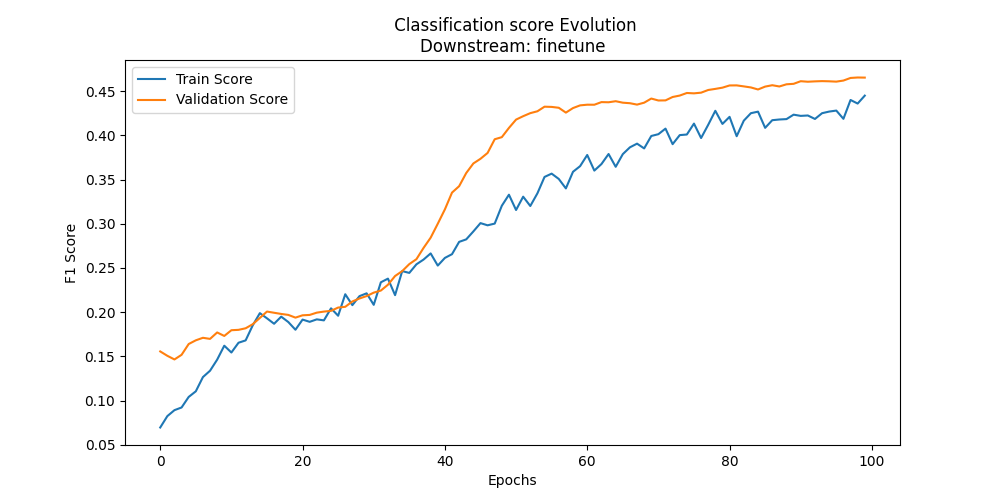 Classification score Evolution
Downstream: finetune
Train Score
Validation Score
F1 Score
0.45
0.40
0.35
0.30
0.25
0.20
0.15
0.10
0.05
0 20 40 60 80 100
Epochs